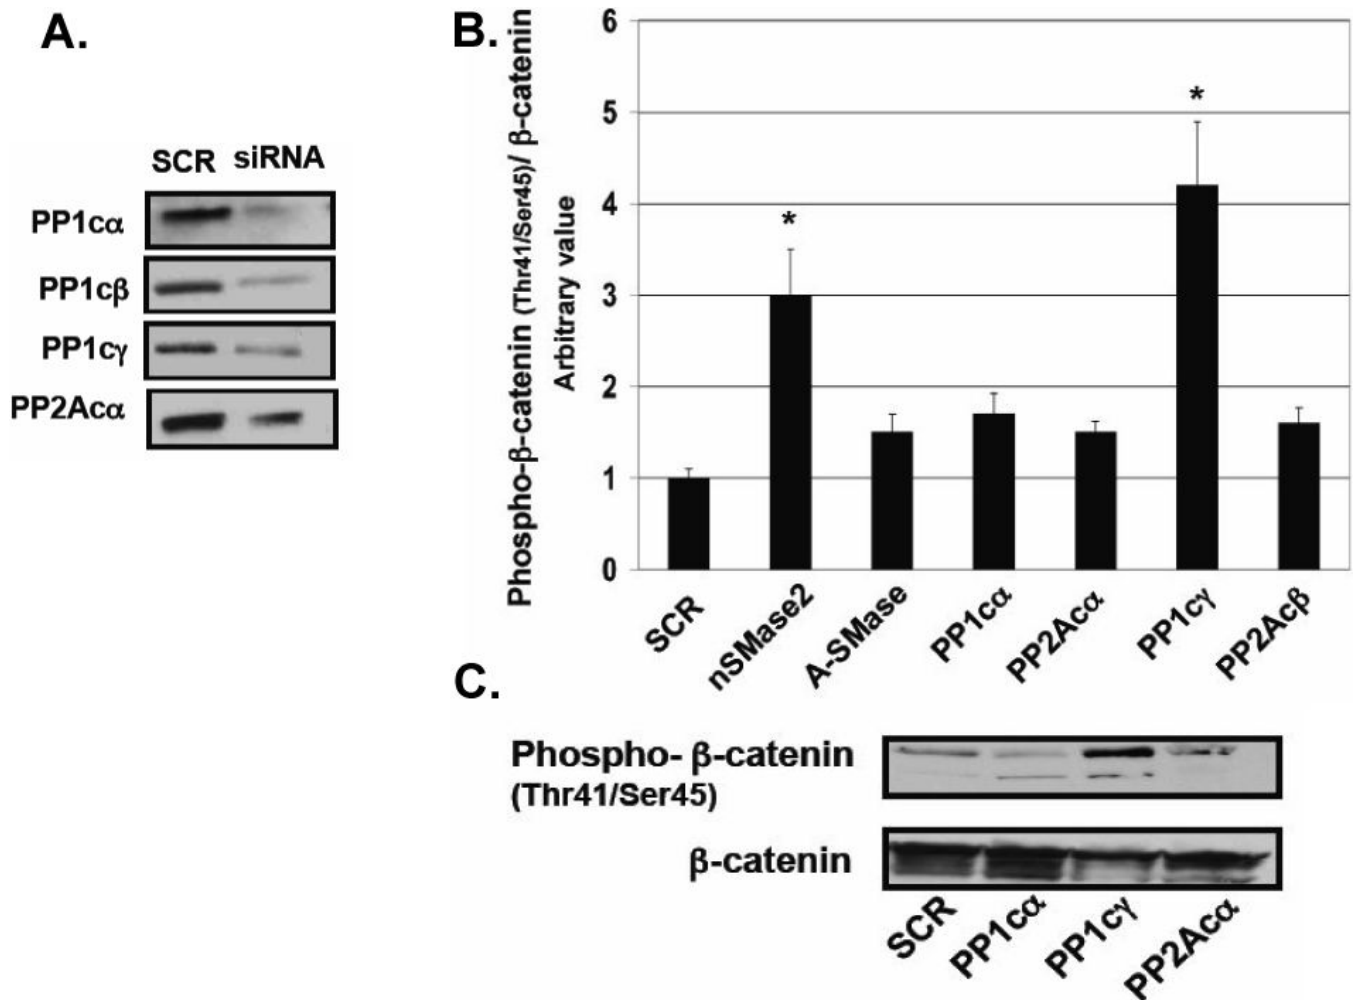 A.
SCR siRNA
PP1cα
PP1cβ
PP1cγ
PP2Acα
B.
Phospho-β-catenin (Thr41/Ser45)/ β-catenin
Arbitrary value
6
5
4
3
2
1
0
*
*
SCR
nSMase2
A-SMase
PP1cα
PP2Acα
PP1cγ
PP2Acβ
C.
Phospho- β-catenin
(Thr41/Ser45)
β-catenin
SCR
PP1cα
PP1cγ
PP2Acα